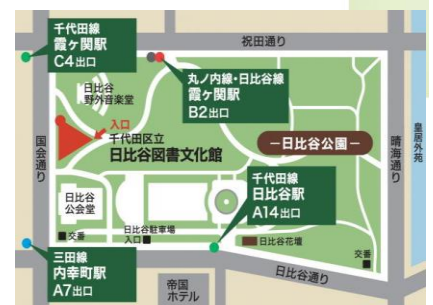 千代田線
霞ヶ関駅
C4出口
祝田通り
日比谷
野外音楽堂
丸ノ内線・日比谷線
霞ヶ関駅
B2出口
入口
千代田区立
日比谷図書文化館
国会通り
ー日比谷公園ー
晴海通り
皇居外苑
千代田線
日比谷駅
A14出口
日比谷
公会堂
交番
日比谷駐車場
入口
日比谷花壇
交番
三田線
内幸町駅
A7出口
帝国
ホテル
日比谷通り